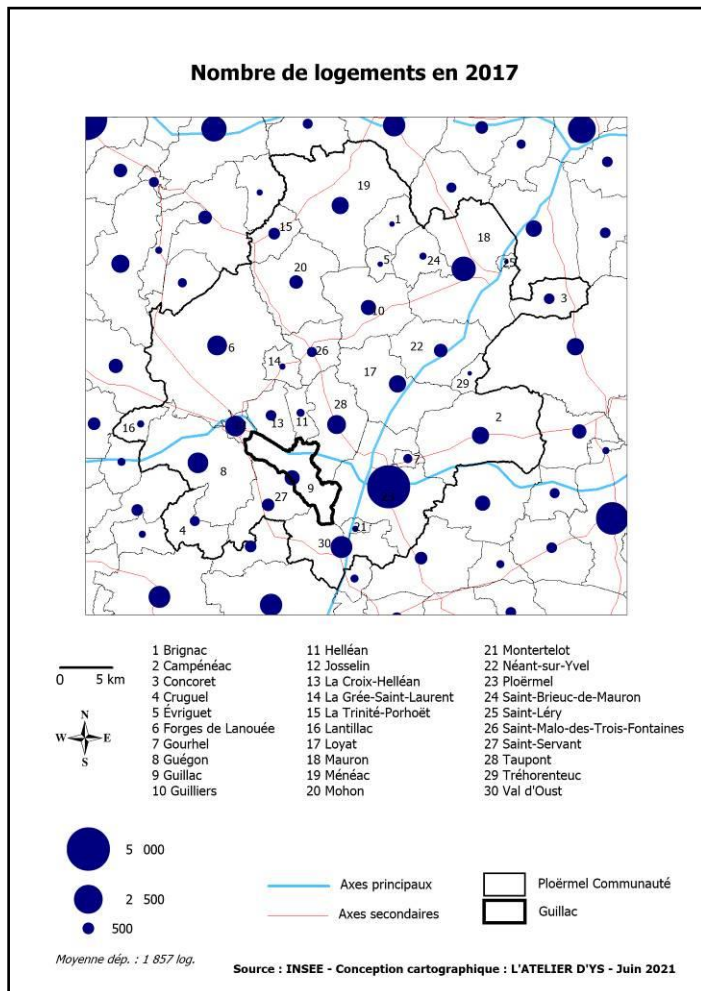 Nombre de logements en 2017
19
1
15
18
5
24
25
20
3
10
6
26
22
14
17
29
16
13
11
28
2
8
9
27
4
21
30
0 5 km
N
W E
S
1 Brignac
2 Campénéac
3 Concoret
4 Cruguel
5 Évriguet
6 Forges de Lanouée
7 Gourhel
8 Guégon
9 Guillac
10 Guilliers
11 Helléan
12 Josselin
13 La Croix-Helléan
14 La Grée-Saint-Laurent
15 La Trinité-Porhoët
16 Lantillac
17 Loyat
18 Mauron
19 Ménéac
20 Mohon
21 Montertelot
22 Néant-sur-Yvel
23 Ploërmel
24 Saint-Brieuc-de-Mauron
25 Saint-Léry
26 Saint-Malo-des-Trois-Fontaines
27 Saint-Servant
28 Taupont
29 Tréhorenteuc
30 Val d'Oust
5 000
2 500
500
Moyenne dép. : 1 857 log.
Axes principaux
Axes secondaires
Ploërmel Communauté
Guillac
Source : INSEE - Conception cartographique : L'ATELIER D'YS - Juin 2021